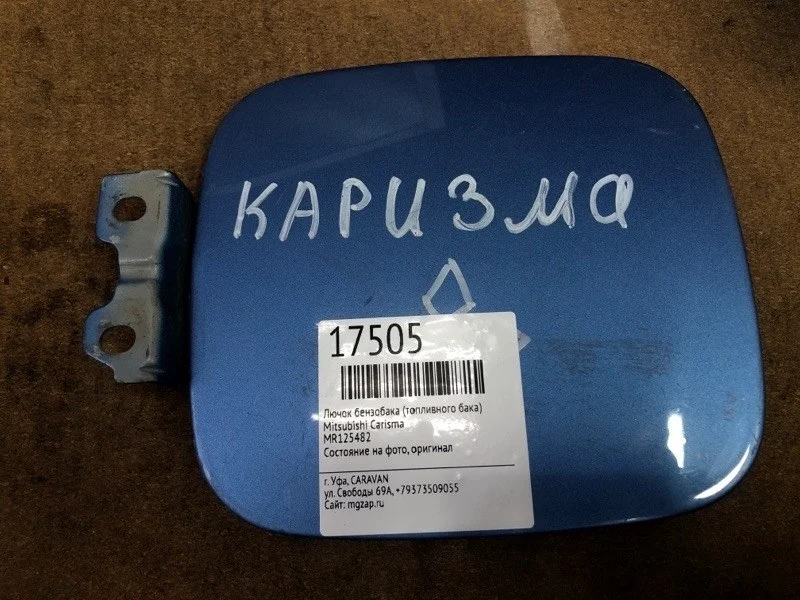 КАРИЗМА
17505
Лючок бензобака (топливного бака)
Mitsubishi Carisma
MR125482
Состояние на фото, оригинал
г. Уфа, CARAVAN
ул. Свободы 69А, +79373509055
Сайт: mgzap.ru